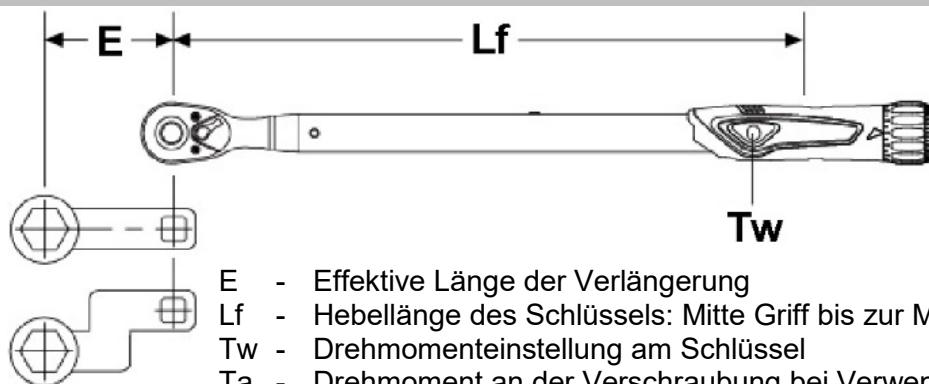 E Lf
Tw
E - Effektive Länge der Verlängerung
Lf - Hebellänge des Schlüssels: Mitte Griff bis zur
Tw - Drehmomenteinstellung am Schlüssel
Ta - Drehmoment an der Verschraubung bei